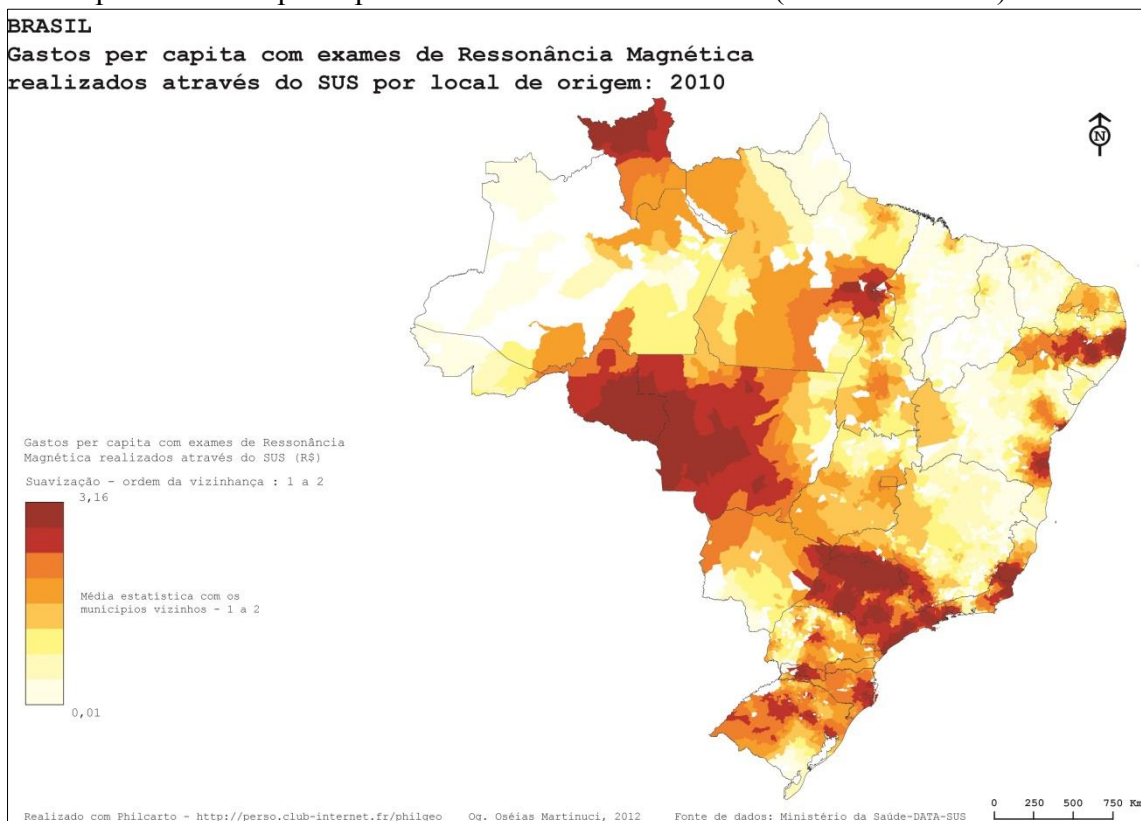 BRASIL
Gastos per capita com exames de Ressonância Magnética
realizados através do SUS por local de origem: 2010
N
Gastos per capita com exames de Ressonância
Magnética realizados através do SUS (R$)
Suavização - ordem da vizinhança : 1 a 2
3,16
Média estatística com os
municípios vizinhos - 1 a 2
0,01
Realizado com Philcarto - http://perso.club-internet.fr/philgeo Og. Oséias Martinuci, 2012 Fonte de dados: Ministério da Saúde-DATA-SUS
0 250 500 750 Km